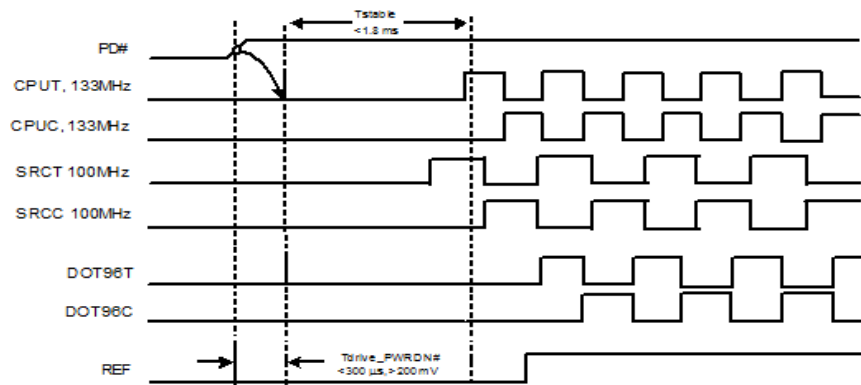 Tstable
<1.8 ms
PD#
CPUT, 133MHz
CPUC, 133MHz
SRCT 100MHz
SRCC 100MHz
DOT96T
DOT96C
Tdrive_PWRDN#
<300 µs, >200 mV
REF